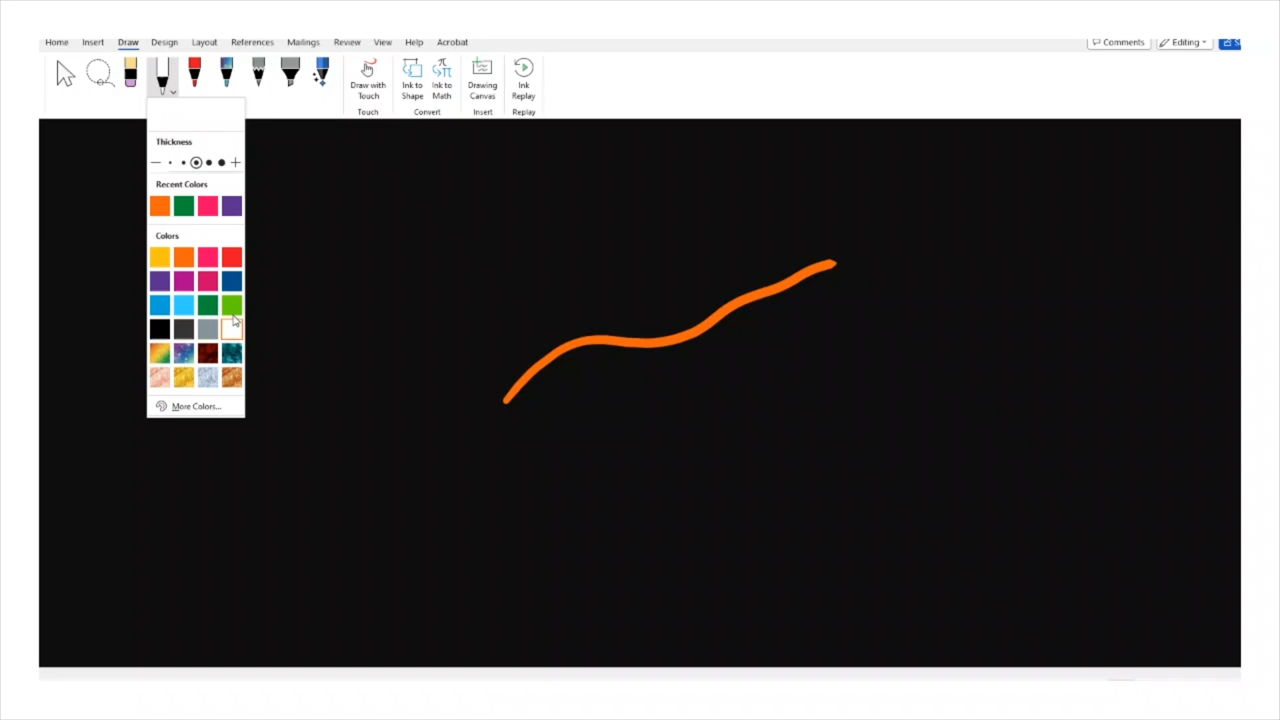 Home Insert Draw Design Layout References Mailings Review View Help Acrobat Comments Editing
Draw with Touch
Ink to Shape
Ink to Math
Drawing Canvas
Ink Replay
Touch Convert Insert Replay
Thickness
Recent Colors
Colors
More Colors...